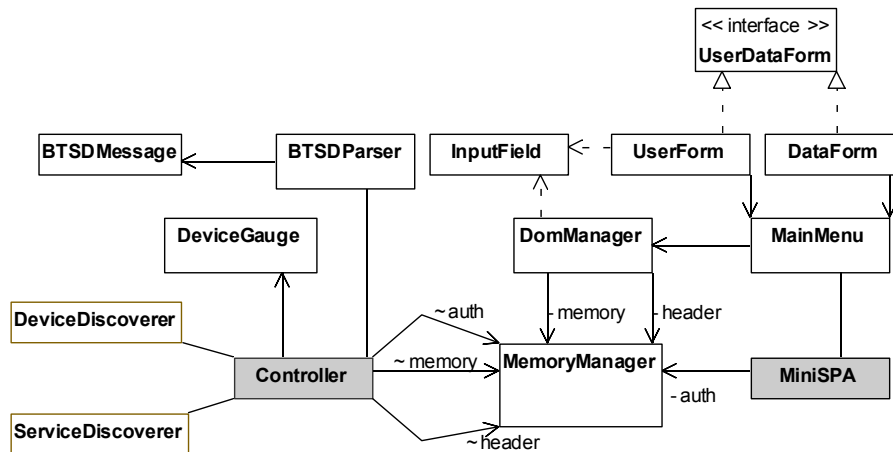 << interface >>
UserDataForm
BTSDMessage
BTSDParser
InputField
UserForm
DataForm
DeviceGauge
DomManager
MainMenu
DeviceDiscoverer
~ auth
- memory
- header
Controller
~ memory
MemoryManager
MiniSPA
- auth
ServiceDiscoverer
~ header